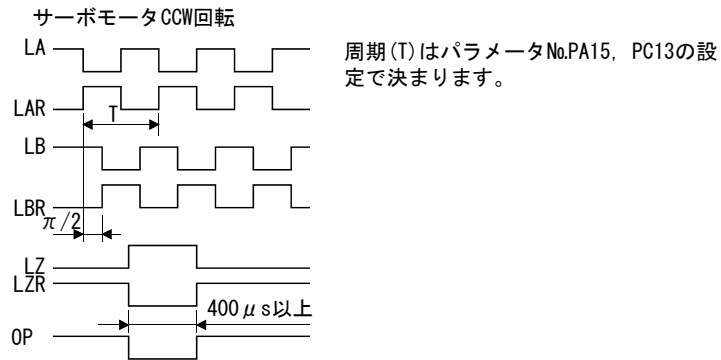 サーボモータCCW回転
LA
LAR
T
LB
LBR
π/2
LZ
LZR
400μs以上
OP
周期(T)はパラメータNo.PA15, PC13の設
定で決まります。